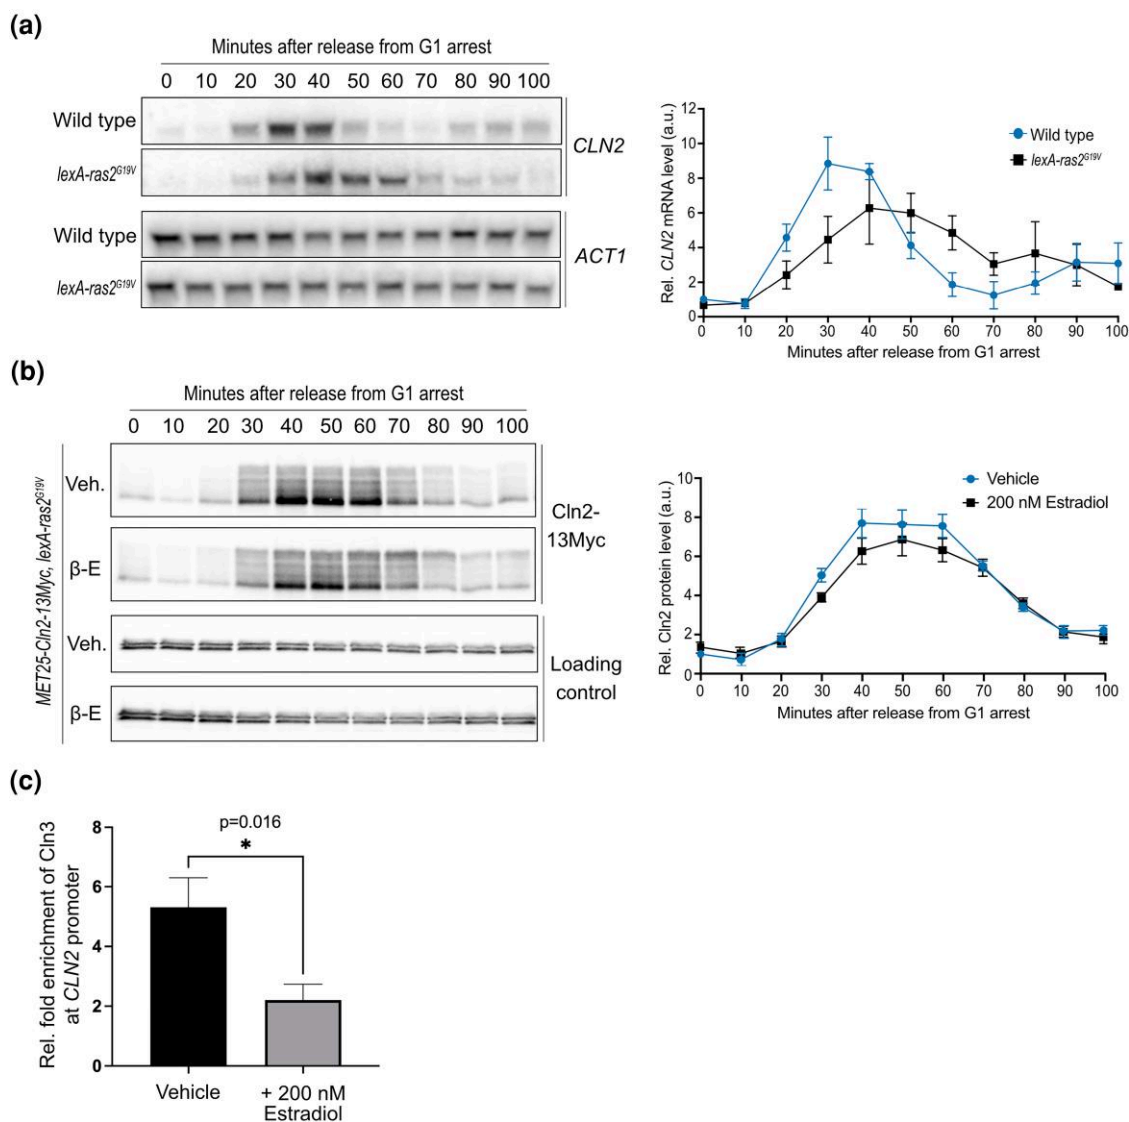 (a)
Minutes after release from G1 arrest
0 10 20 30 40 50 60 70 80 90 100
Wild type
lexA-ras2G19V
CLN2
Wild type
lexA-ras2G19V
ACT1
12
10
8
6
4
2
0
Rel. CLN2 mRNA level (a.u.)
Wild type
lexA-ras2G19V
0 10 20 30 40 50 60 70 80 90 100
Minutes after release from G1 arrest
(b)
Minutes after release from G1 arrest
0 10 20 30 40 50 60 70 80 90 100
MET25-Cln2-13Myc, lexA-ras2G19V
Veh.
β-E
Cln2-
13Myc
Veh.
β-E
Loading
control
10
8
6
4
2
0
Rel. Cln2 protein level (a.u.)
Vehicle
200 nM Estradiol
0 10 20 30 40 50 60 70 80 90 100
Minutes after release from G1 arrest
(c)
Rel. fold enrichment of Cln3
at CLN2 promoter
8
6
4
2
0
p=0.016
*
Vehicle
+ 200 nM
Estradiol